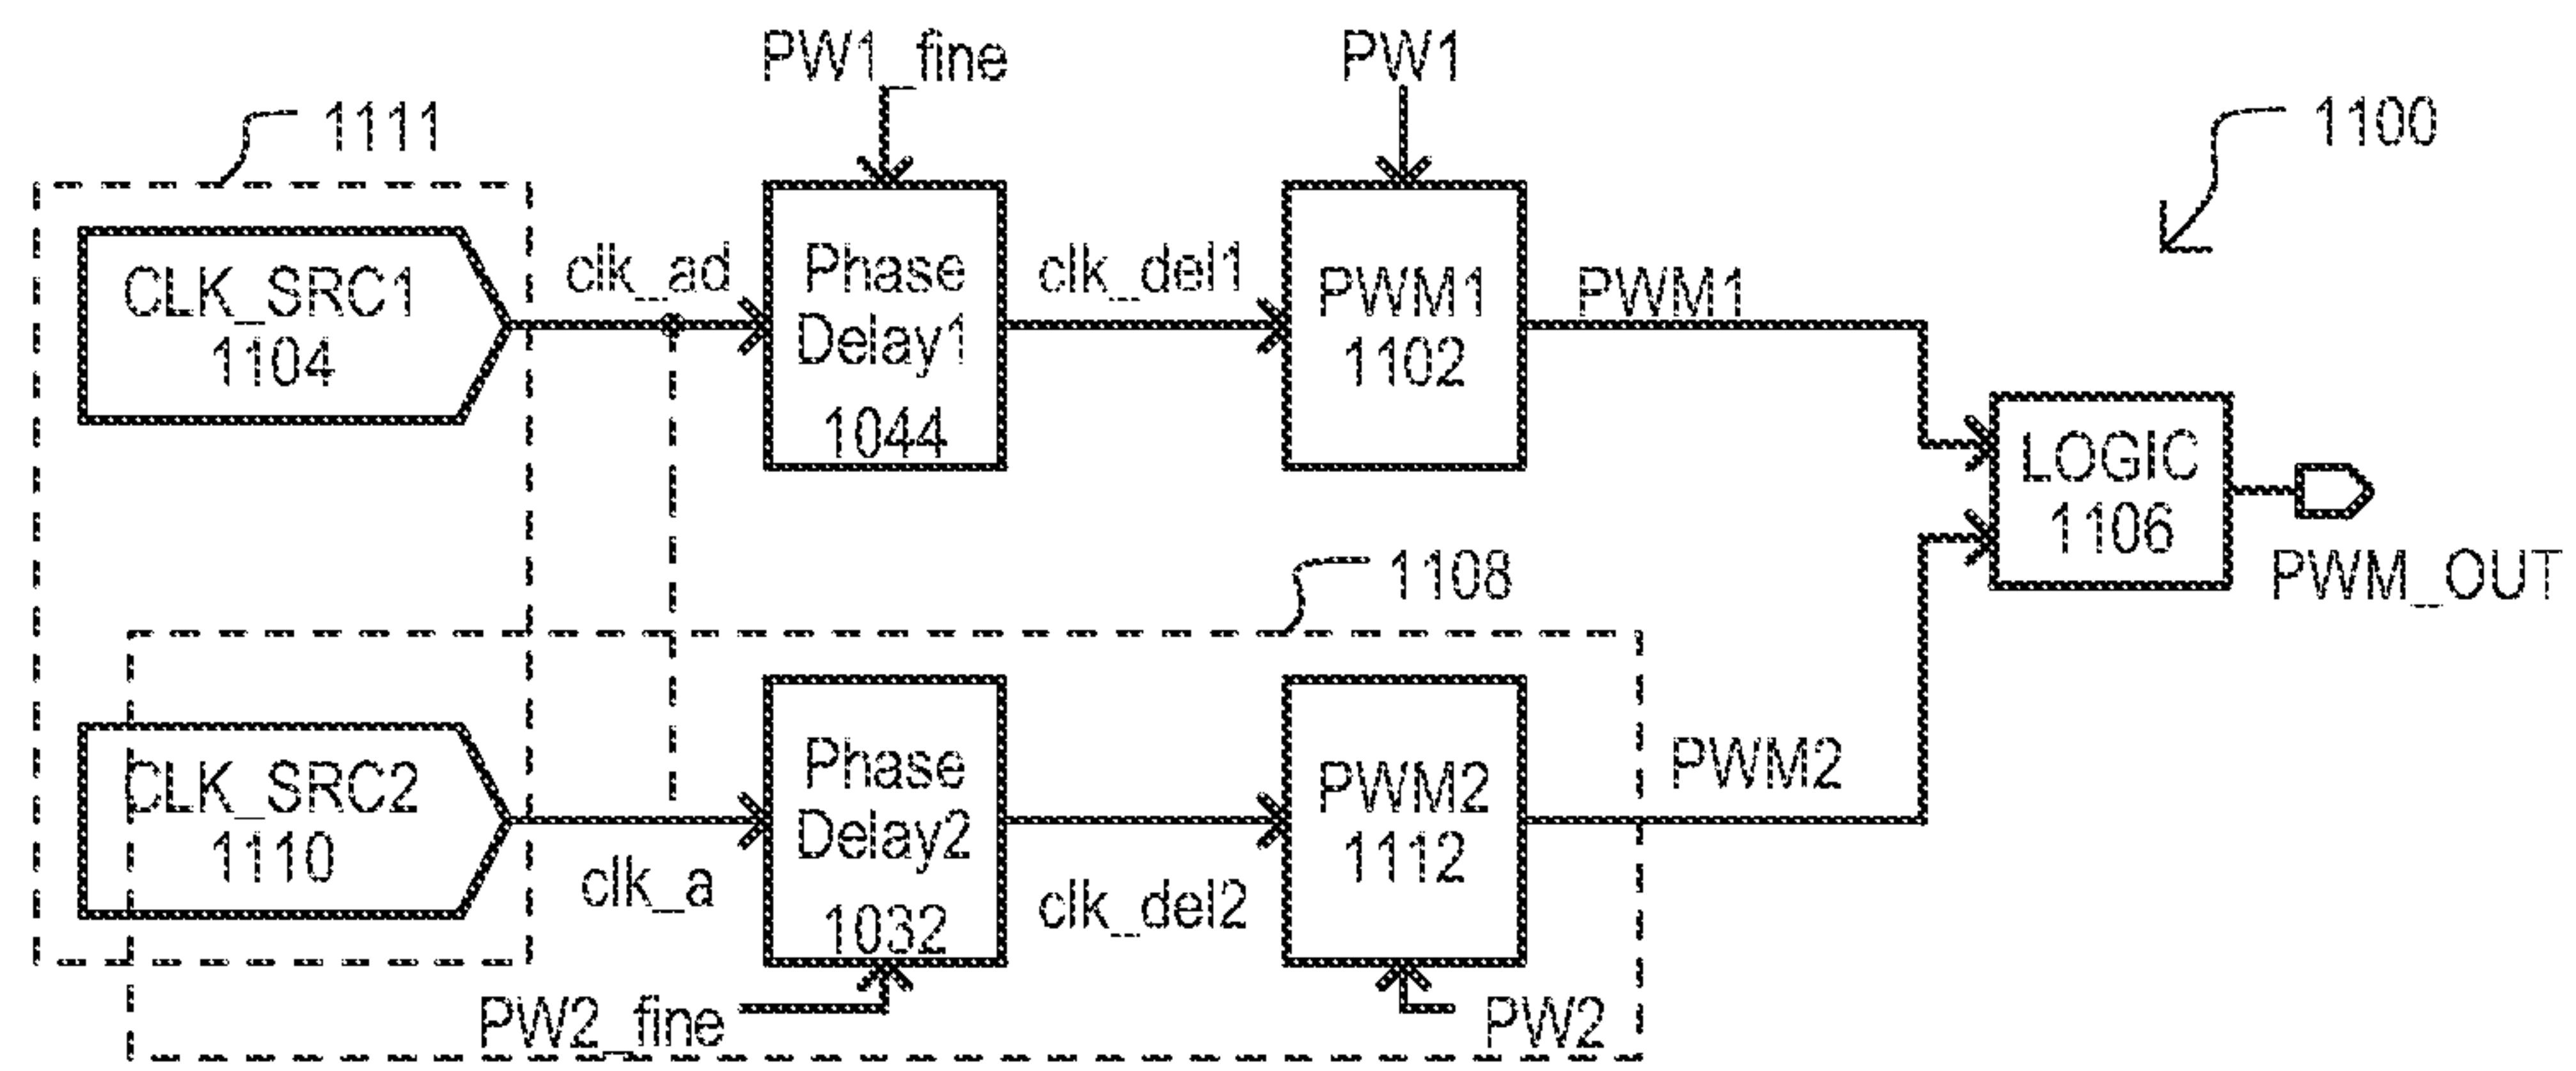 PW1_fine
PW1
1111
1100
CLK_SRC1
1104
clk_ad
Phase
Delay1
1044
clk_del1
PWM1
1102
PWM1
LOGIC
1106
PWM_OUT
1108
CLK_SRC2
1110
clk_a
Phase
Delay2
1032
clk_del2
PWM2
1112
PWM2
PW2_fine
PW2